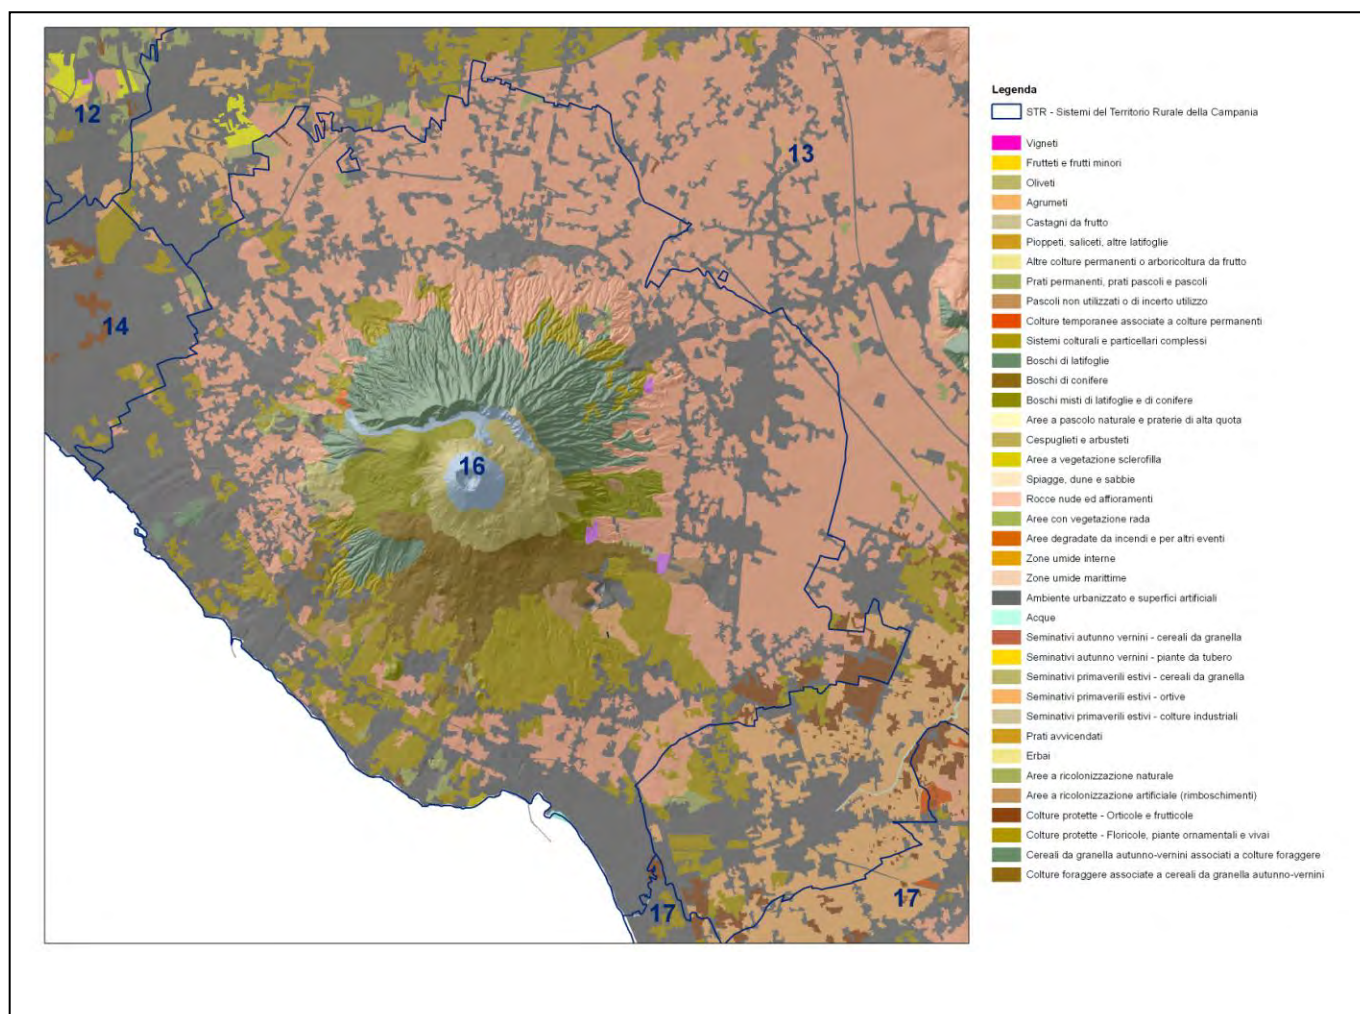 12
13
14
16
17
17
Legenda
STR - Sistemi del Territorio Rurale della Campania
Vigneti
Frutteti e frutti minori
Oliveti
Agrumeti
Castagni da frutto
Pioppeti, saliceti, altre latifoglie
Altre colture permanenti o arboricoltura da frutto
Prati permanenti, prati pascoli e pascoli
Pascoli non utilizzati o di incerto utilizzo
Colture temporanee associate a colture permanenti
Sistemi colturali e particellari complessi
Boschi di latifoglie
Boschi di conifere
Boschi misti di latifoglie e di conifere
Aree a pascolo naturale e praterie di alta quota
Cespuglieti e arbusteti
Aree a vegetazione sclerofilla
Spiagge, dune e sabbie
Rocce nude ed affioramenti
Aree con vegetazione rada
Aree degradate da incendi e per altri eventi
Zone umide interne
Zone umide marittime
Ambiente urbanizzato e superfici artificiali
Acque
Seminativi autunno vernini - cereali da granella
Seminativi autunno vernini - piante da tubero
Seminativi primaverili estivi - cereali da granella
Seminativi primaverili estivi - ortive
Seminativi primaverili estivi - colture industriali
Prati avvicendati
Erbai
Aree a ricolonizzazione naturale
Aree a ricolonizzazione artificiale (rimboschimenti)
Colture protette - Orticole e frutticole
Colture protette - Floricole, piante ornamentali e vivai
Cereali da granella autunno-vernini associati a colture foraggere
Colture foraggere associate a cereali da granella autunno-vernini